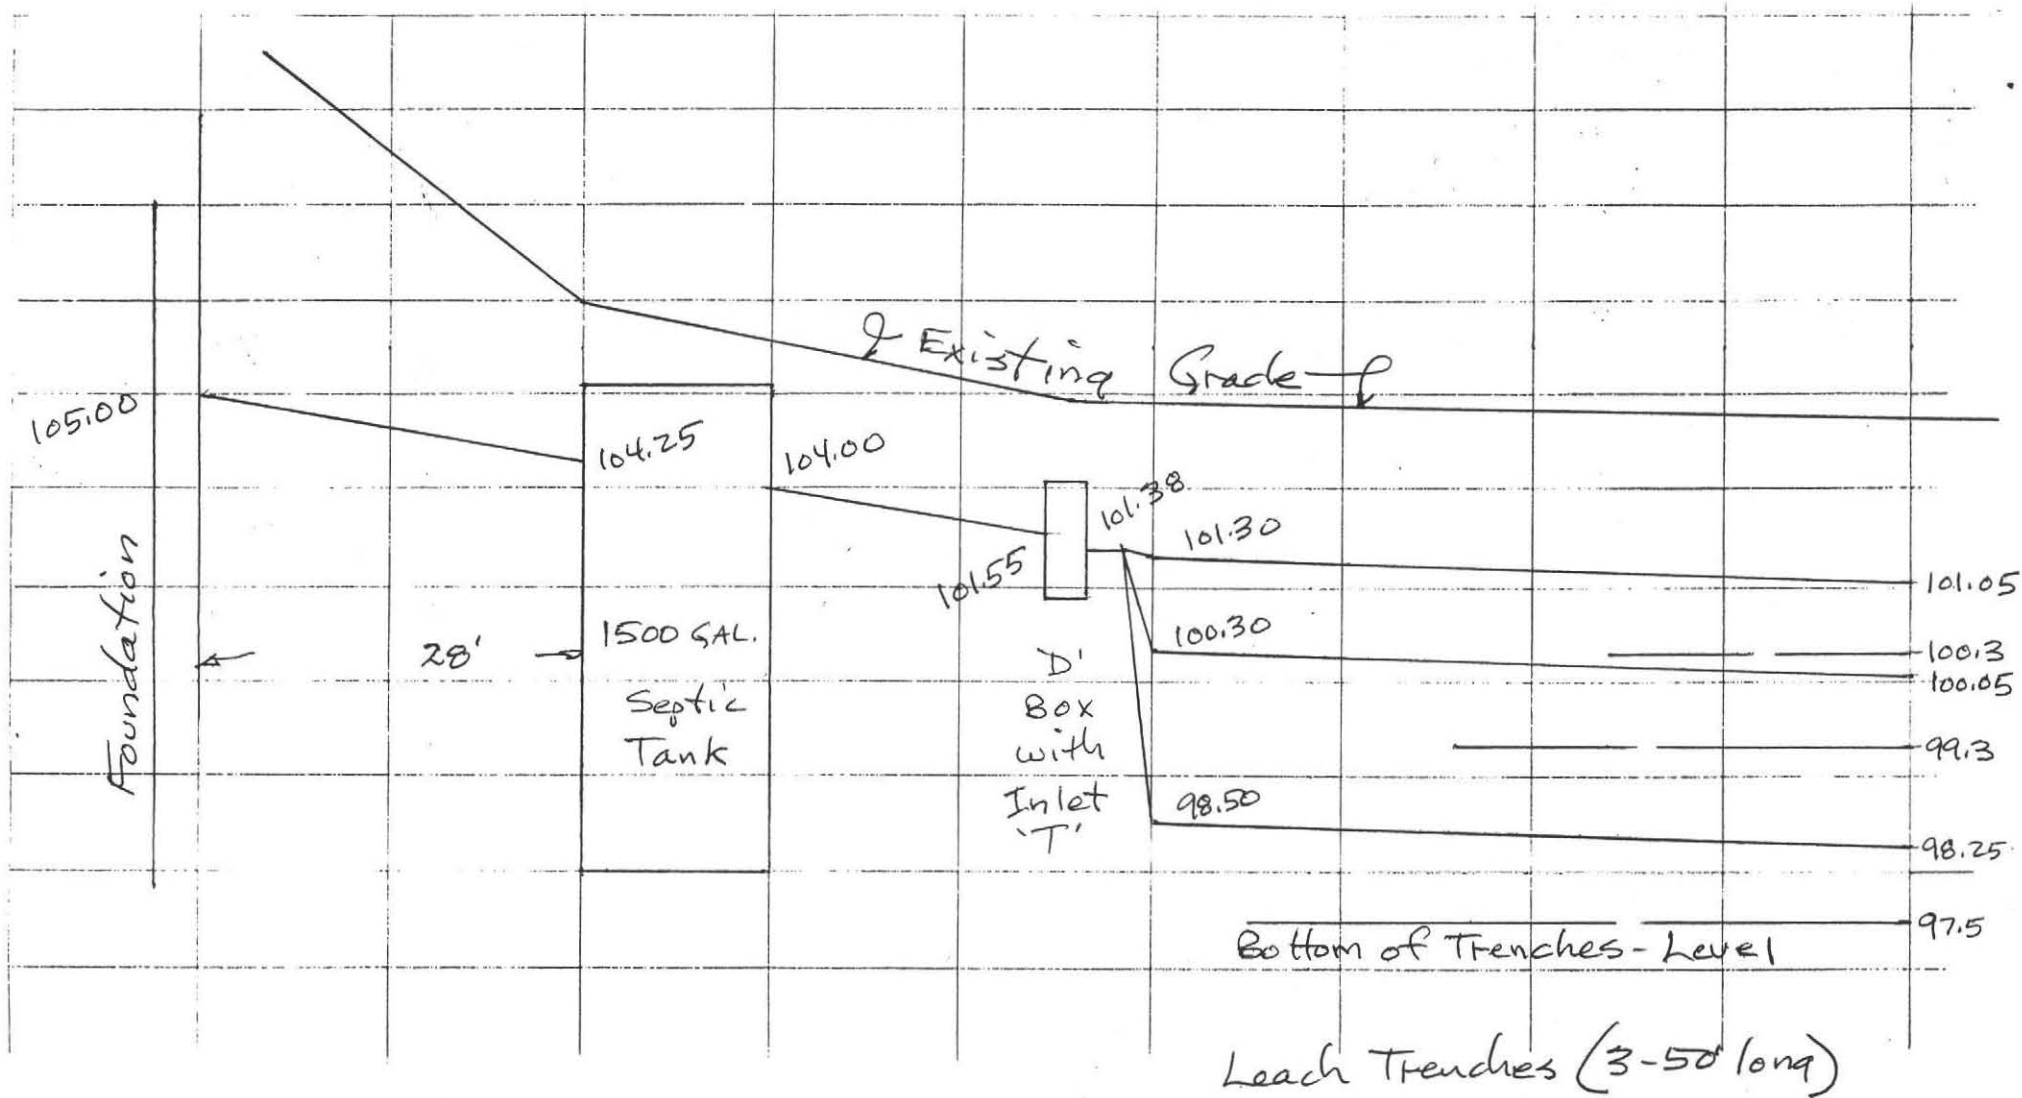 Existing Grade
105.00
104.25
104.00
101.38
101.30
101.55
101.05
Foundation
28'
1500 GAL.
Septic
Tank
'D'
Box
with
Inlet
'T'
100.30
100.3
100.05
99.3
98.50
98.25
97.5
Bottom of Trenches - Level
Leach Trenches (3-50' long)